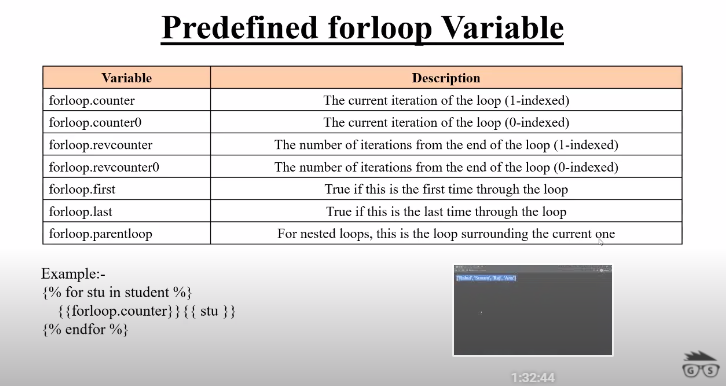 Predefined forloop Variable
Variable Description
forloop.counter The current iteration of the loop (1-indexed)
forloop.counter0 The current iteration of the loop (0-indexed)
forloop.revcounter The number of iterations from the end of the loop (1-indexed)
forloop.revcounter0 The number of iterations from the end of the loop (0-indexed)
forloop.first True if this is the first time through the loop
forloop.last True if this is the last time through the loop
forloop.parentloop For nested loops, this is the loop surrounding the current one
Example:-
{% for stu in student %}
{{forloop.counter}}{{ stu }}
{% endfor %}
1:32:44
G S